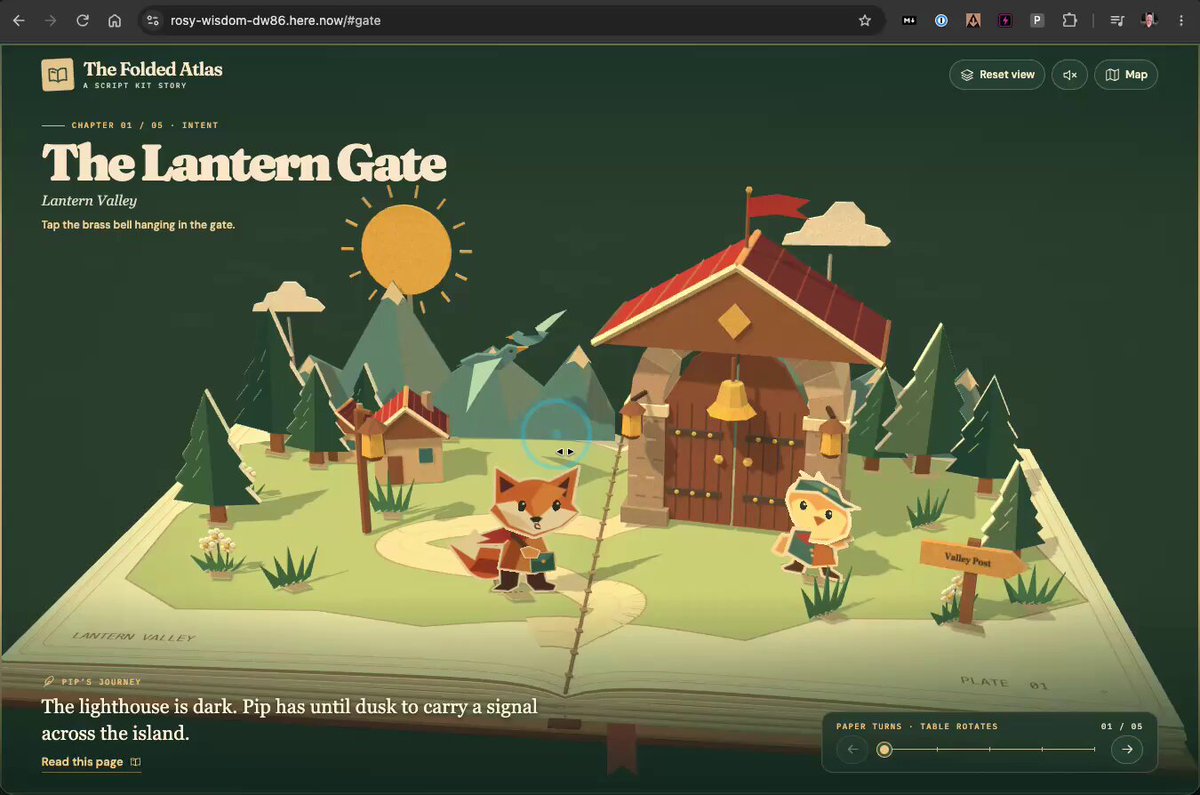 rosy-wisdom-dw86.here.now/#gate
M↓
P
The Folded Atlas
A SCRIPT KIT STORY
Reset view
Map
CHAPTER 01 / 05 · INTENT
The Lantern Gate
Lantern Valley
Tap the brass bell hanging in the gate.
Valley Post
LANTERN VALLEY
PLATE 01
PIP'S JOURNEY
The lighthouse is dark. Pip has until dusk to carry a signal
across the island.
Read this page
PAPER TURNS · TABLE ROTATES
01 / 05